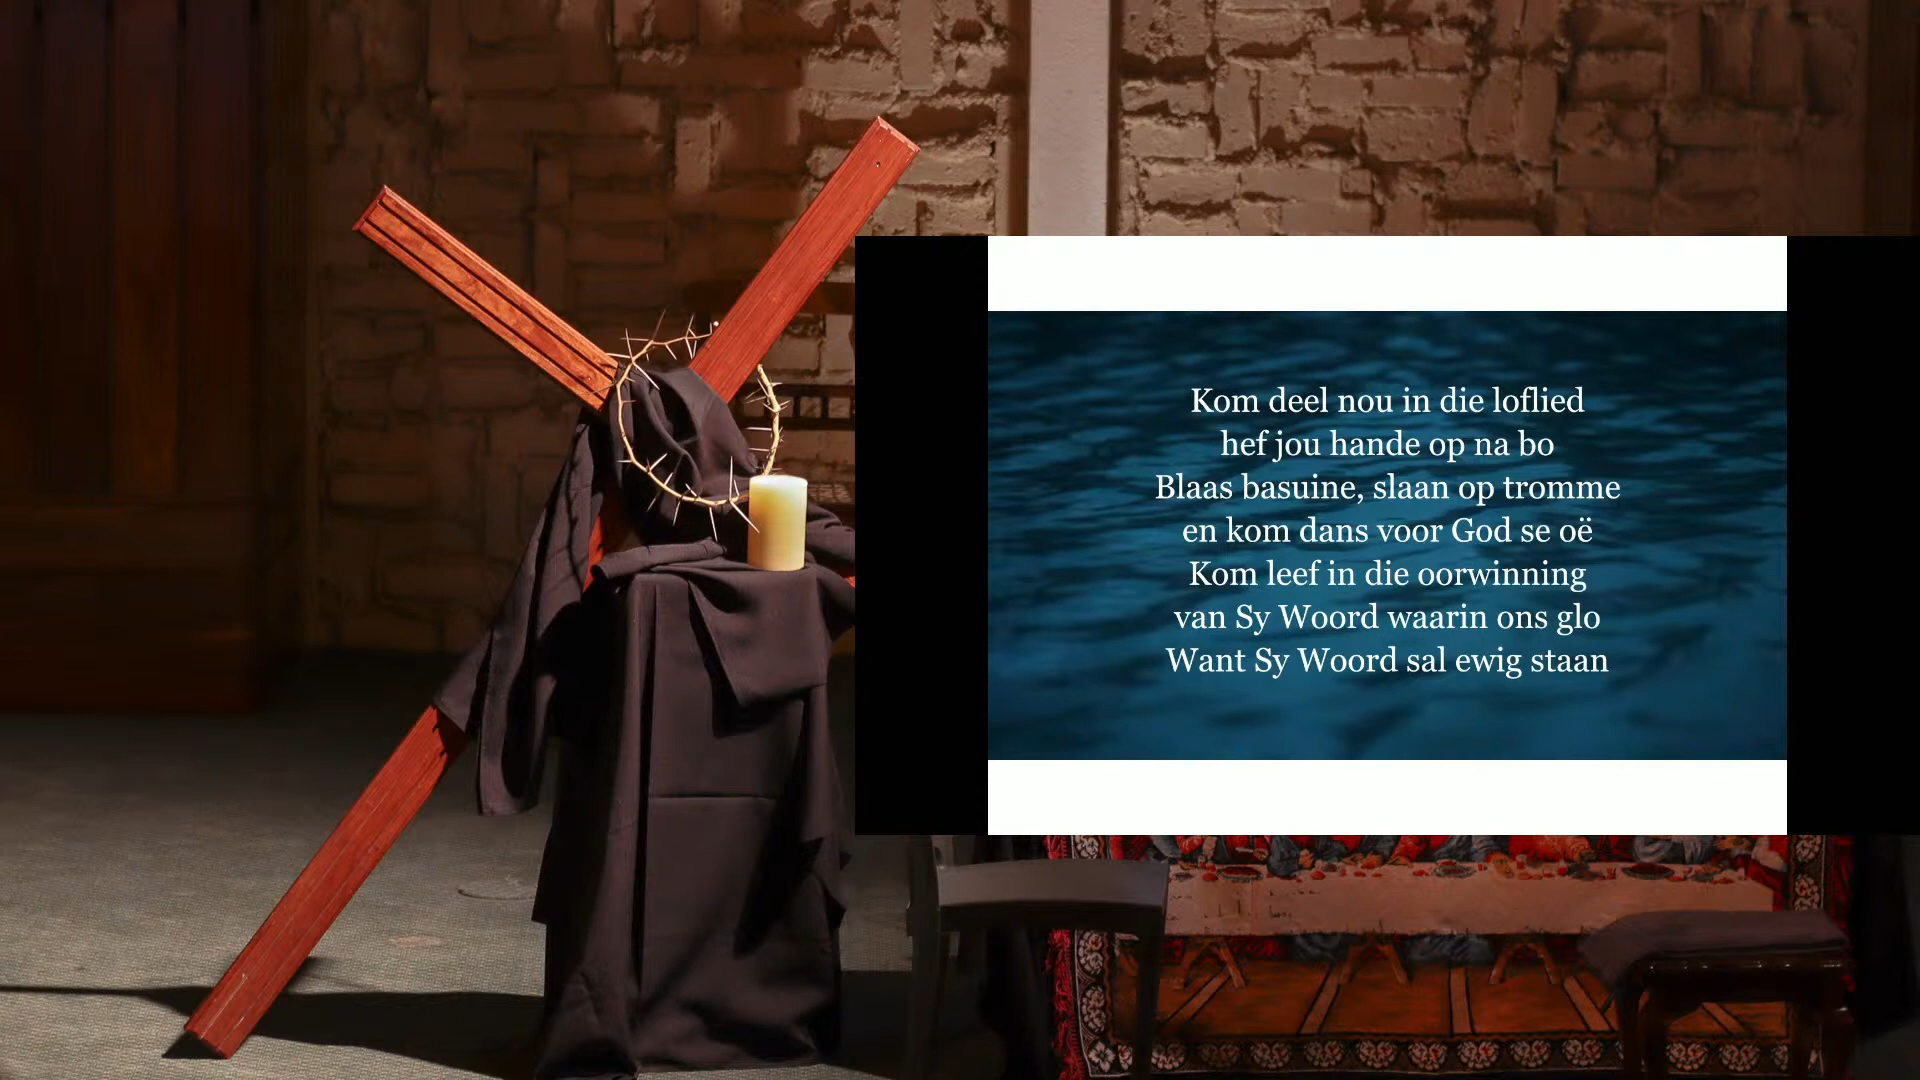 Kom deel nou in die loflied
hef jou hande op na bo
Blaas basuine, slaan op tromme
en kom dans voor God se oë
Kom leef in die oorwinning
van Sy Woord waarin ons glo
Want Sy Woord sal ewig staan